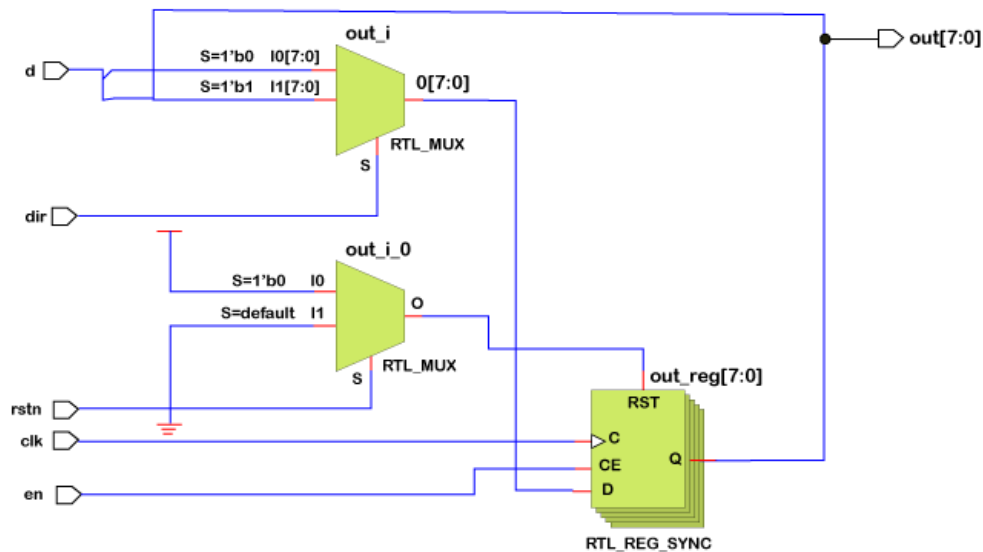 out_i
out[7:0]
d
S=1'b0 I0[7:0]
S=1'b1 I1[7:0]
0[7:0]
RTL_MUX
S
dir
out_i_0
S=1'b0 I0
S=default I1
O
RTL_MUX
S
out_reg[7:0]
RST
rstn
clk
C
CE
Q
en
D
RTL_REG_SYNC